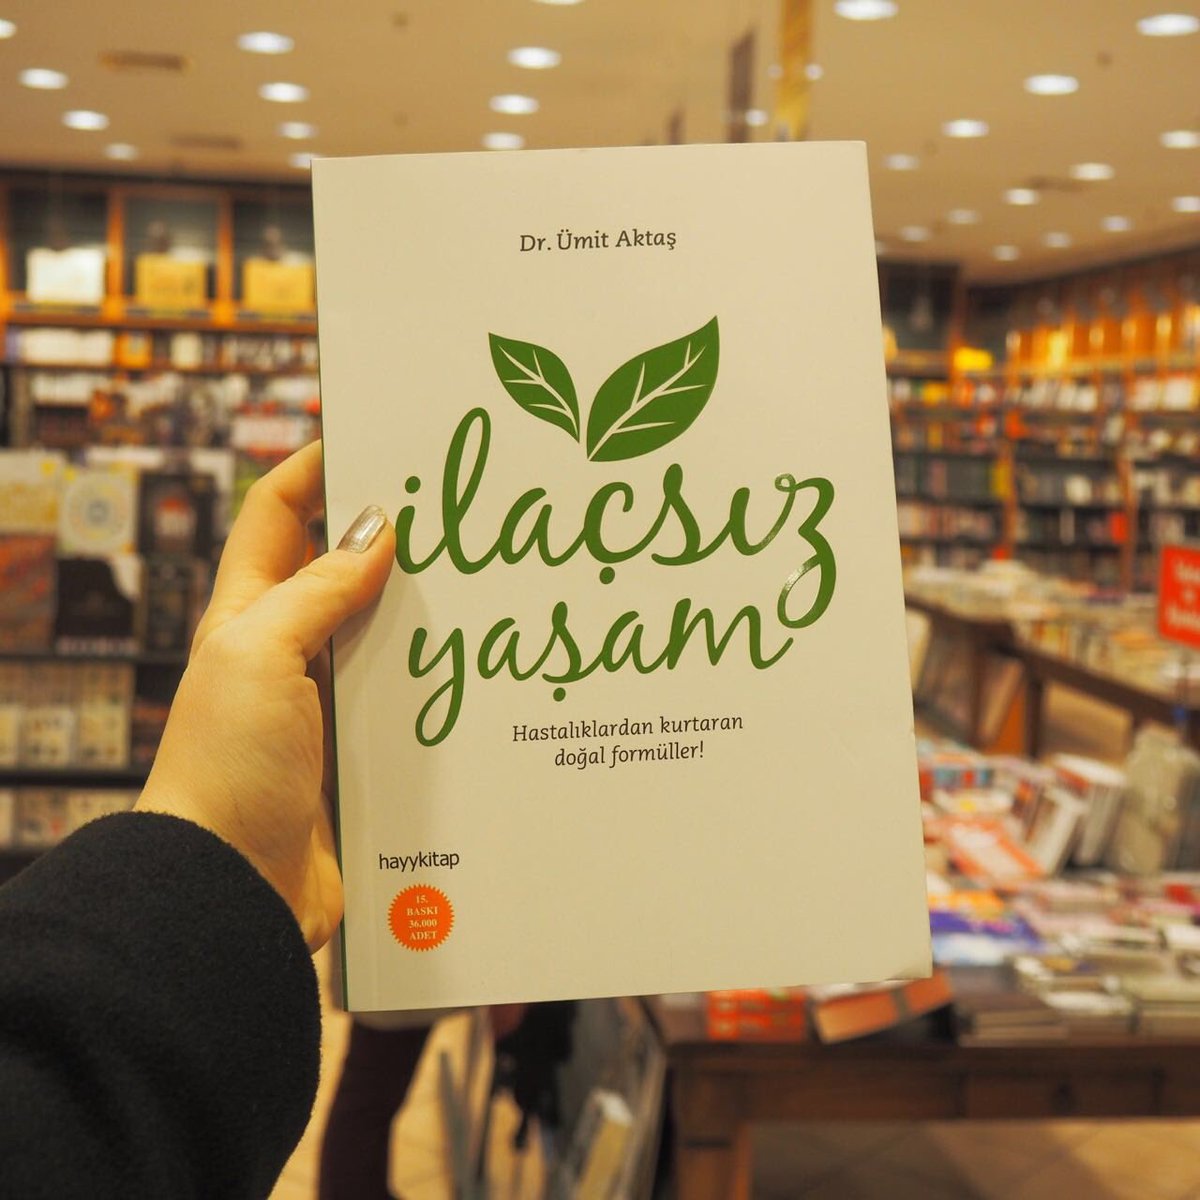 Dr. Ümit Aktaş
ilaçsız
yaşam
Hastalıklardan kurtaran
doğal formüller!
hayykitap
15.
BASKI
36.000
ADET